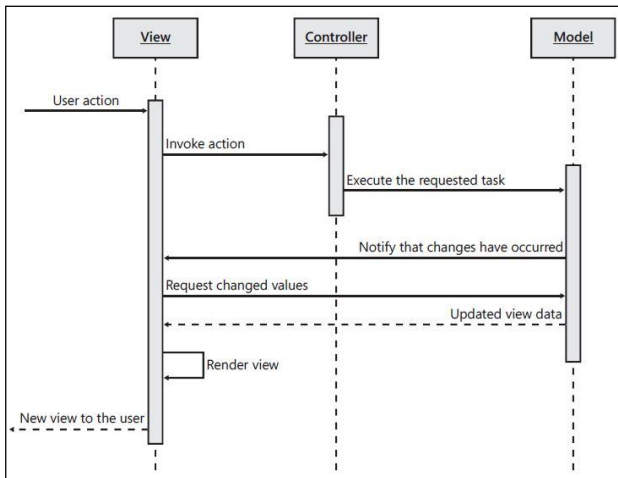 View
Controller
Model
User action
Invoke action
Execute the requested task
Notify that changes have occurred
Request changed values
Updated view data
Render view
New view to the user